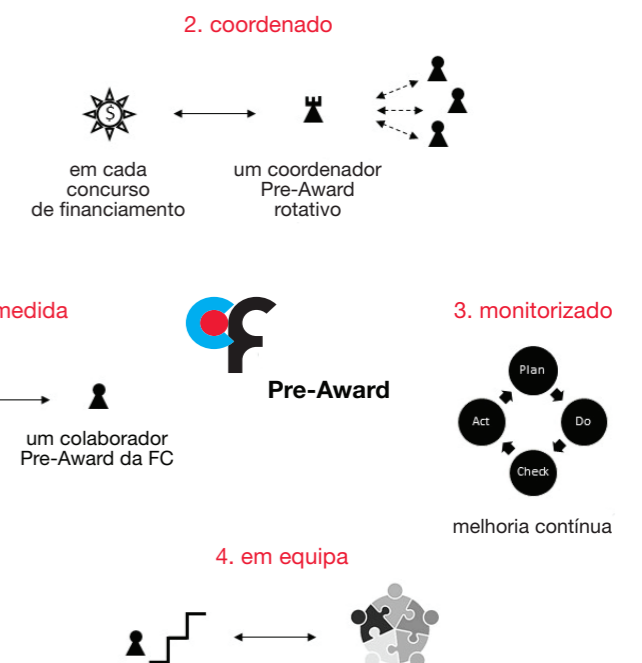 2. coordenado
$
em cada
concurso
de financiamento
um coordenador
Pre-Award
rotativo
medida
um colaborador
Pre-Award da FC
Pre-Award
3. monitorizado
Plan
Do
Check
Act
melhoria contínua
4. em equipa